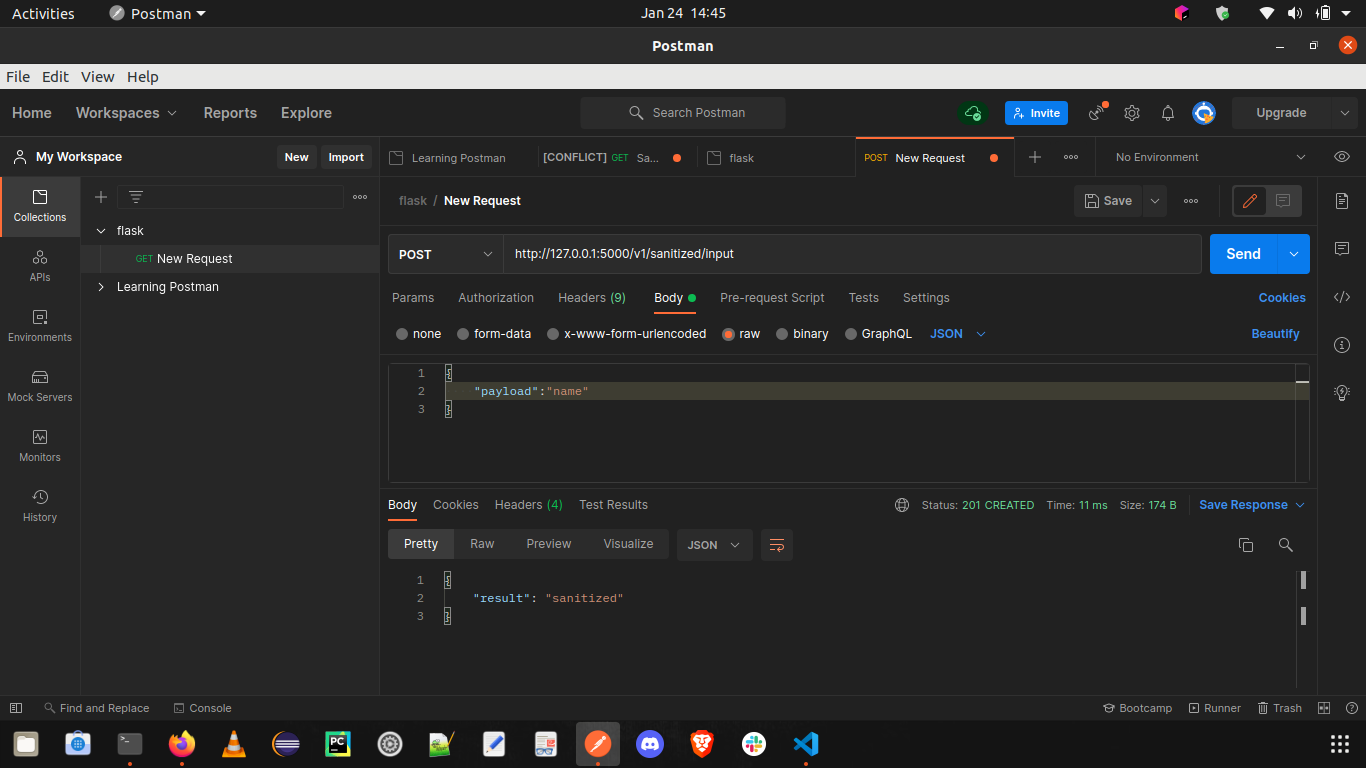 Activities Postman Jan 24 14:45
Postman
File Edit View Help
Home Workspaces Reports Explore Search Postman Invite Upgrade
My Workspace New Import Learning Postman [CONFLICT] GET Sa... flask POST New Request No Environment
Collections
APIs
Environments
Mock Servers
Monitors
History
flask
GET New Request
Learning Postman
flask / New Request Save
POST http://127.0.0.1:5000/v1/sanitized/input Send
Params Authorization Headers (9) Body Pre-request Script Tests Settings Cookies
none form-data x-www-form-urlencoded raw binary GraphQL JSON Beautify
1 {
2 "payload":"name"
3 }
Body Cookies Headers (4) Test Results Status: 201 CREATED Time: 11 ms Size: 174 B Save Response
Pretty Raw Preview Visualize JSON
1 {
2 "result": "sanitized"
3 }
Find and Replace Console Bootcamp Runner Trash
PC